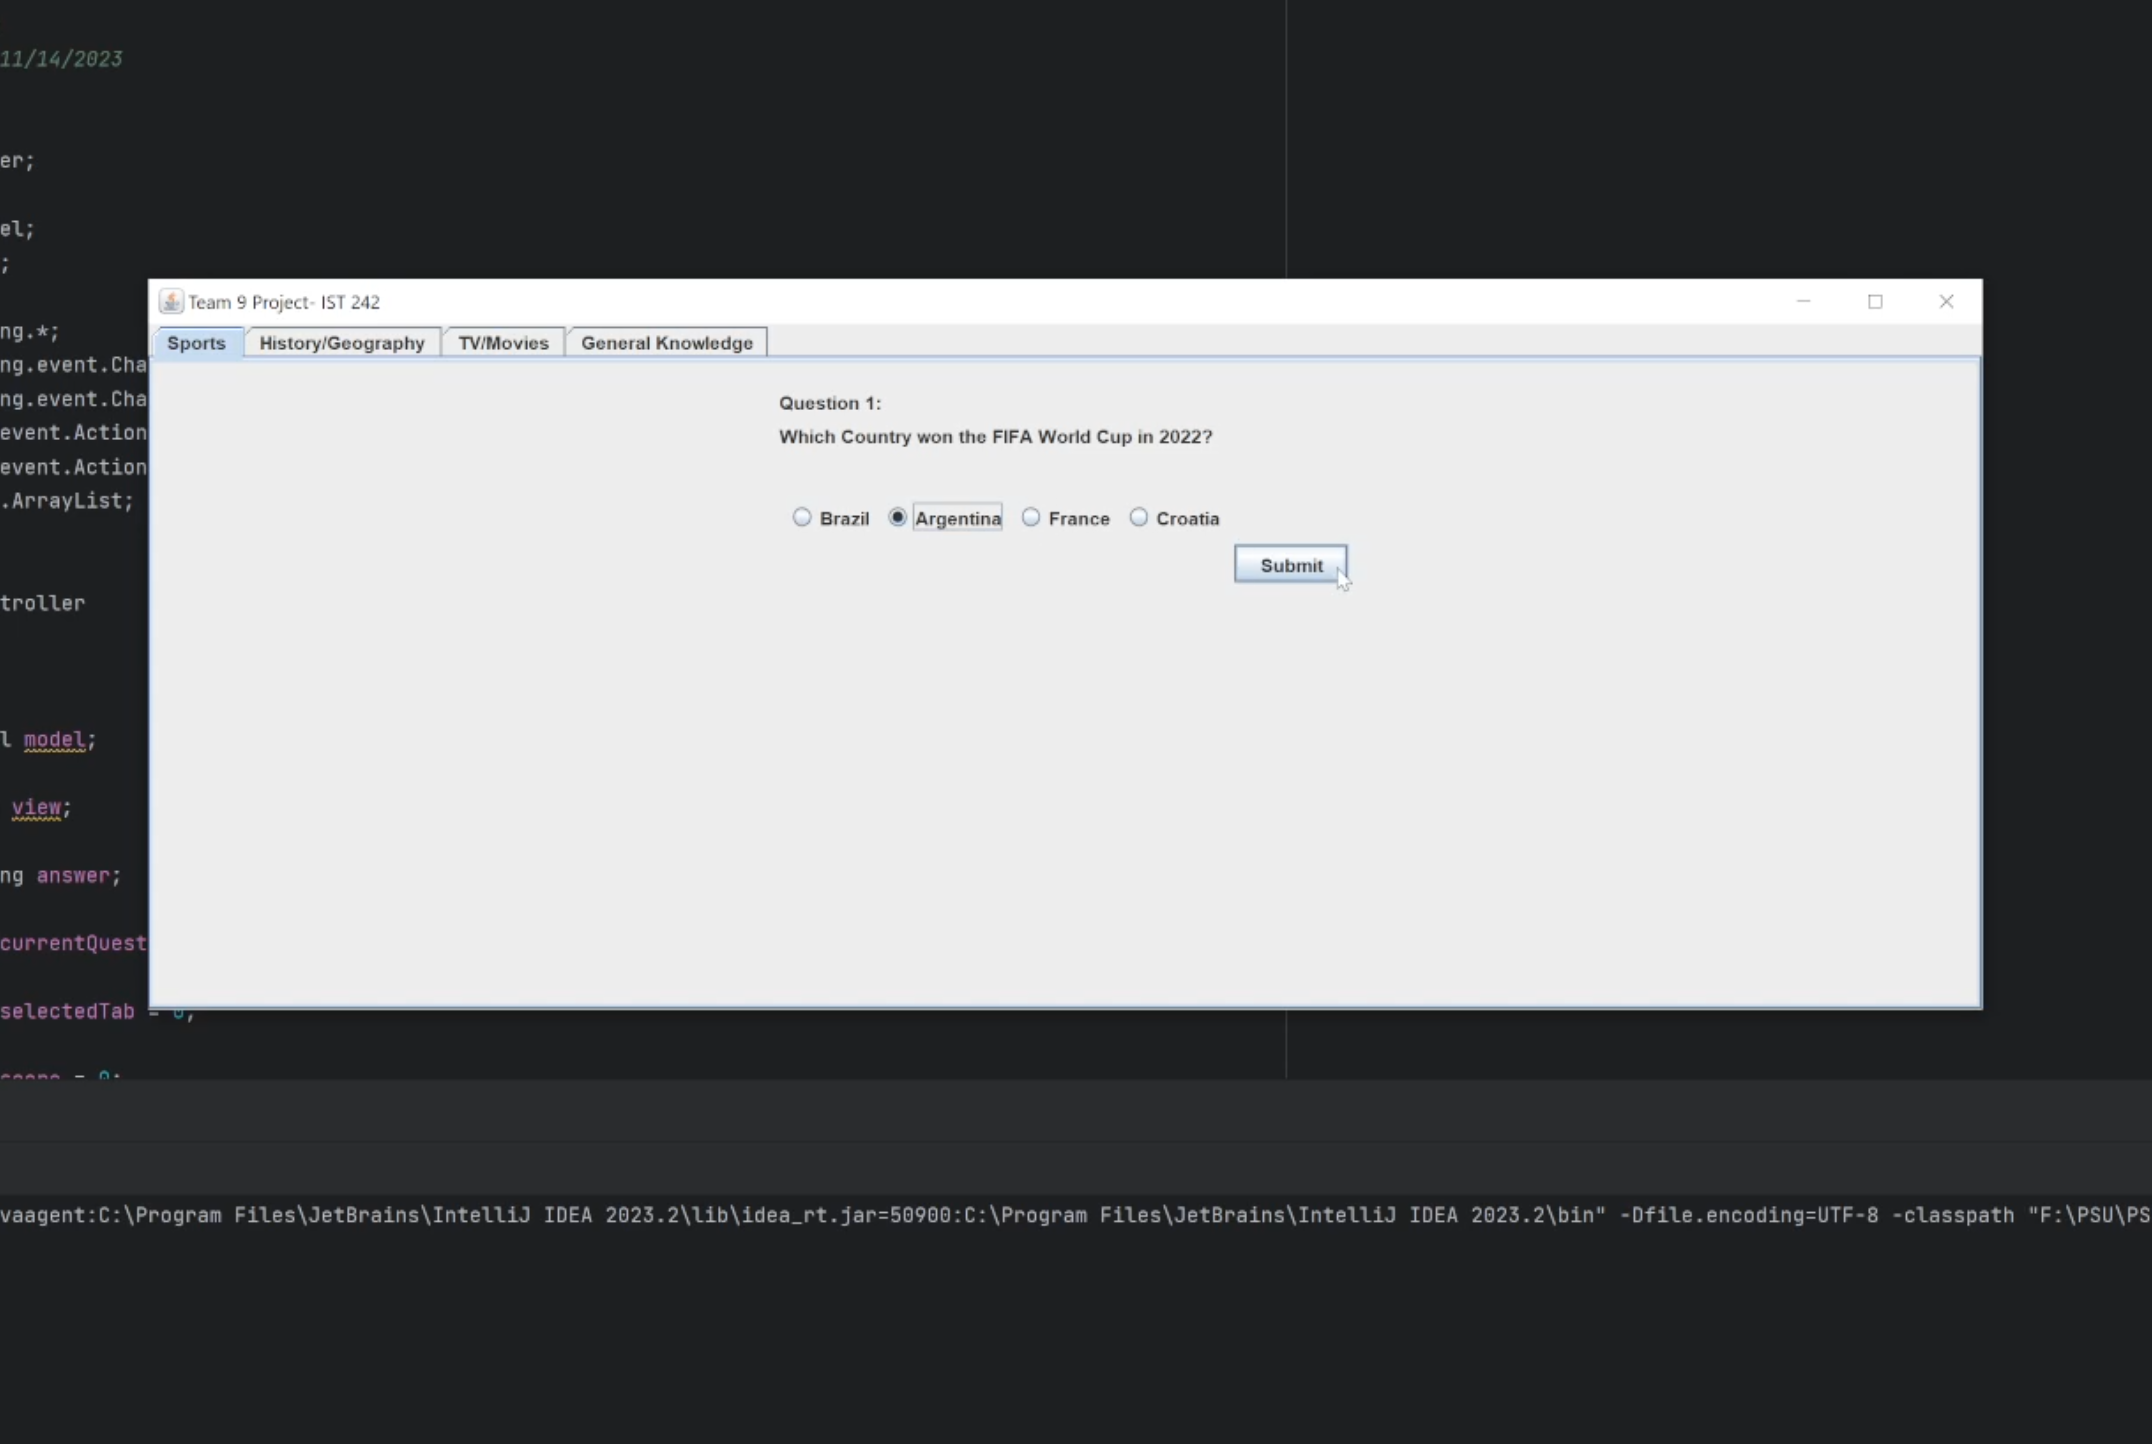 11/14/2023
er;
el;
;
Team 9 Project- IST 242
Sports History/Geography TV/Movies General Knowledge
ng.*;
ng.event.Cha
ng.event.Cha
event.Action
event.Action
.ArrayList;
Question 1:
Which Country won the FIFA World Cup in 2022?
Brazil Argentina France Croatia
Submit
troller
l model;
view;
ng answer;
currentQuest
selectedTab = 0,
score = 0;
vaagent:C:\Program Files\JetBrains\IntelliJ IDEA 2023.2\lib\idea_rt.jar=50900:C:\Program Files\JetBrains\IntelliJ IDEA 2023.2\bin" -Dfile.encoding=UTF-8 -classpath "F:\PSU\PS